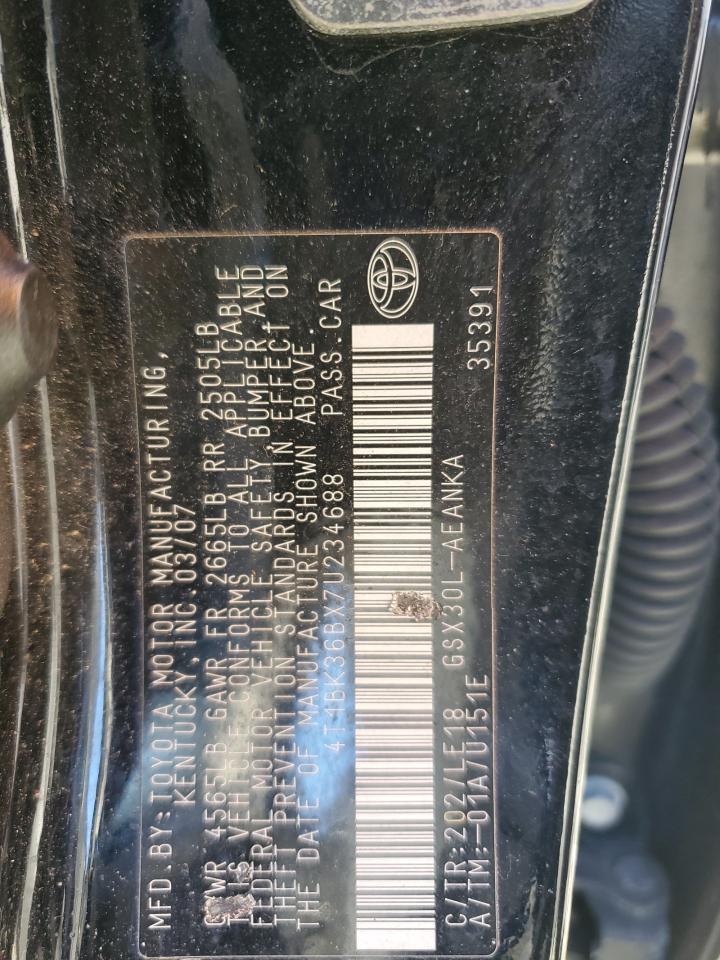 MFD.BY:TOYOTA MOTOR MANUFACTURING,
KENTUCKY, INC. 03/07
GVWR 4565LB GAWR FR 2665LB RR 2505LB
THIS VEHICLE CONFORMS TO ALL APPLICABLE
FEDERAL MOTOR VEHICLE SAFETY, BUMPER, AND
THEFT PREVENTION STANDARDS IN EFFECT ON
THE DATE OF MANUFACTURE SHOWN ABOVE.
4T1BK36BX7U234688 PASS.CAR
C/TR:202/LE18 GSX30L-AEANKA
A/TM:-01A/U151E 35391